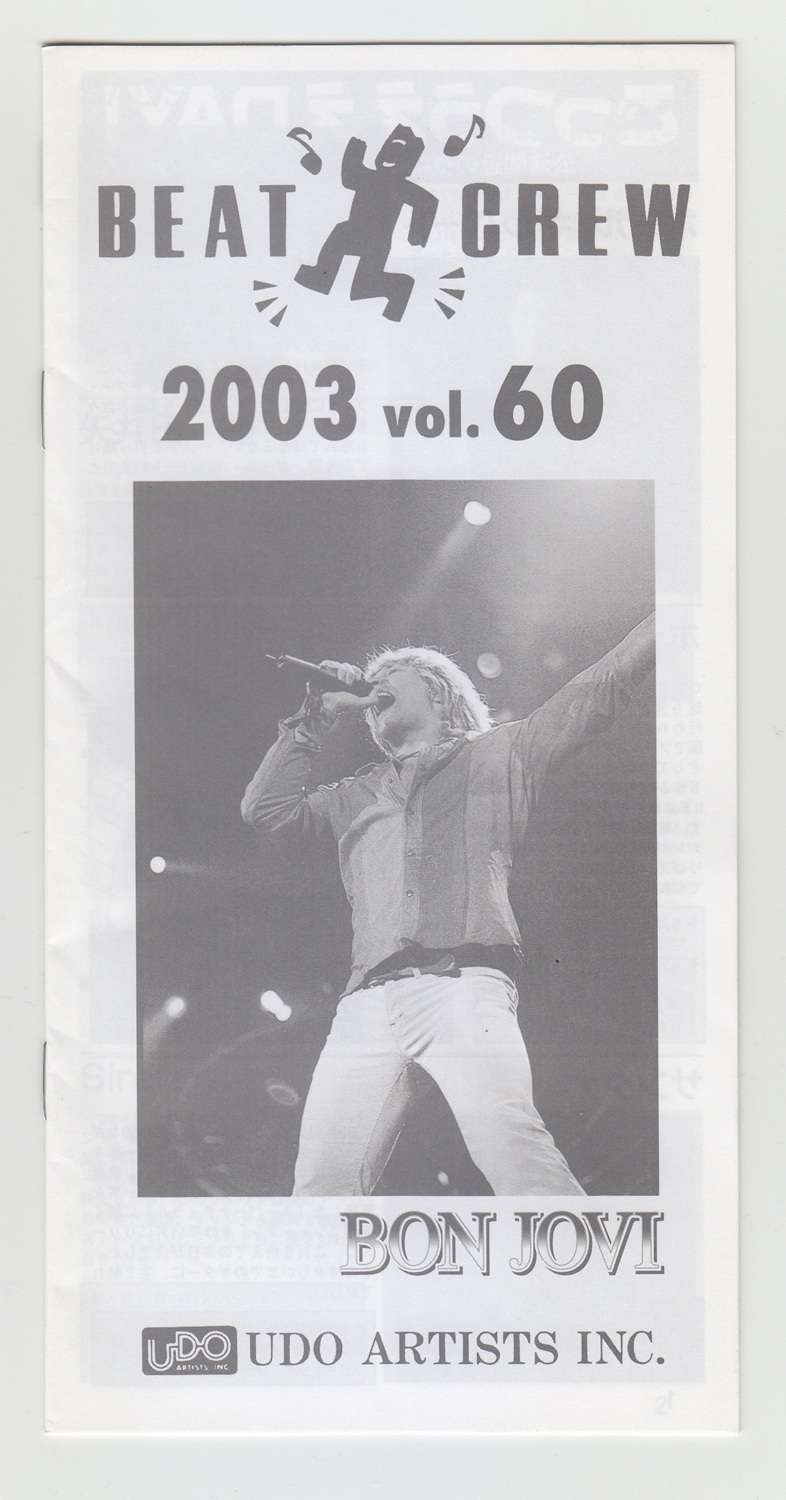 BEAT CREW
2003 vol. 60
BON JOVI
UDO ARTISTS INC
UDO ARTISTS INC.